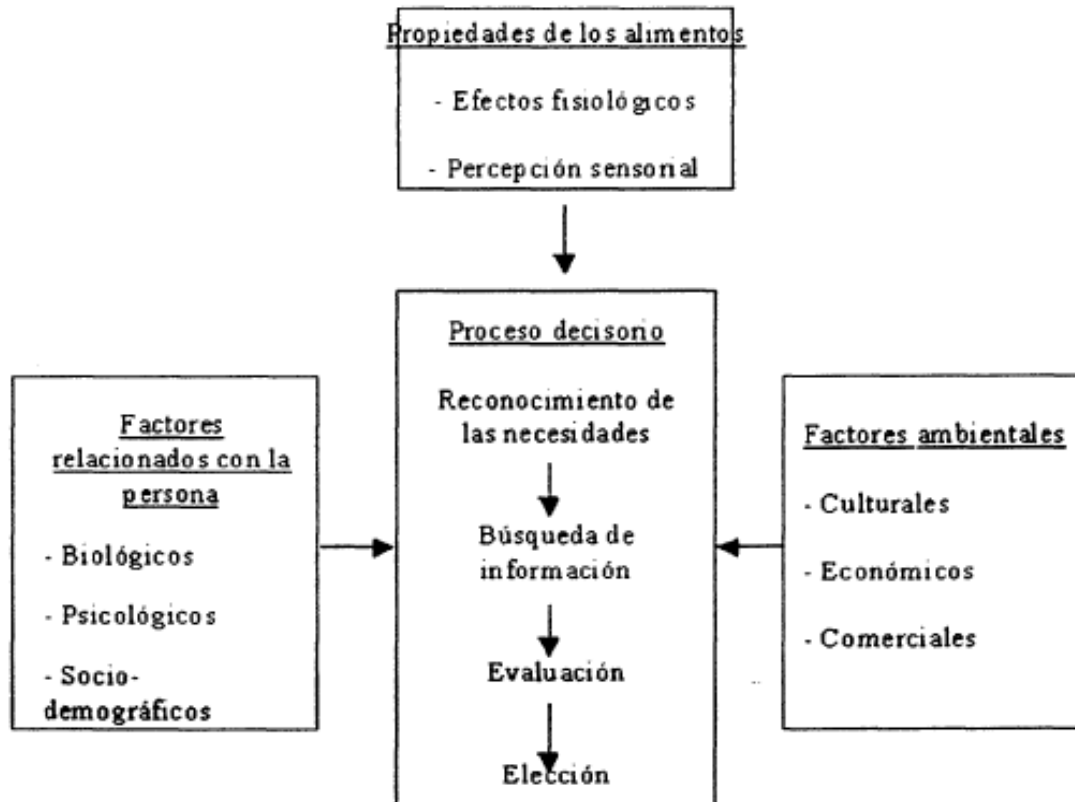 Propiedades de los alimentos
- Efectos fisiológicos
- Percepción sensorial
Proceso decisorio
Reconocimiento de
las necesidades
Búsqueda de
información
Evaluación
Elección
Factores
relacionados con la
persona
- Biológicos
- Psicológicos
- Socio-
demográficos
Factores ambientales
- Culturales
- Económicos
- Comerciales